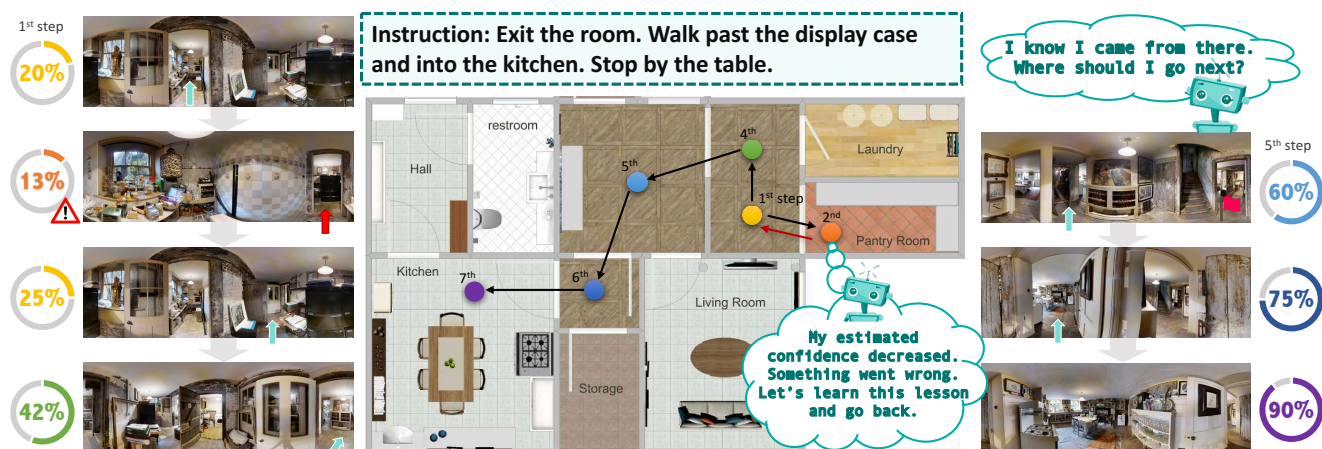 1st step
20%
13%
25%
42%
Instruction: Exit the room. Walk past the display case
and into the kitchen. Stop by the table.
restroom
Hall
5th
4th
Laundry
1st step
2nd
Pantry Room
Kitchen
7th
6th
Living Room
Storage
My estimated
confidence decreased.
Something went wrong.
Let's learn this lesson
and go back.
I know I came from there.
Where should I go next?
5th step
60%
75%
90%